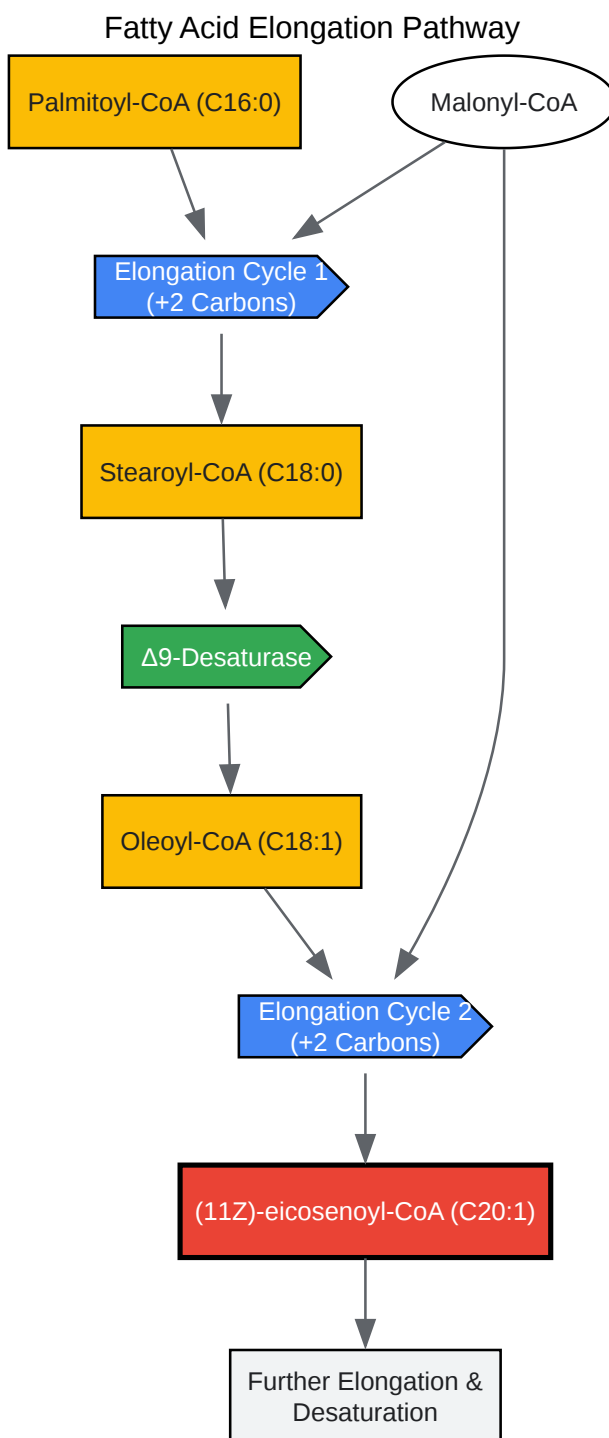 Fatty Acid Elongation Pathway
Palmitoyl-CoA (C16:0)
Malonyl-CoA
Elongation Cycle 1
(+2 Carbons)
Stearoyl-CoA (C18:0)
Δ9-Desaturase
Oleoyl-CoA (C18:1)
Elongation Cycle 2
(+2 Carbons)
(11Z)-eicosenoyl-CoA (C20:1)
Further Elongation &
Desaturation